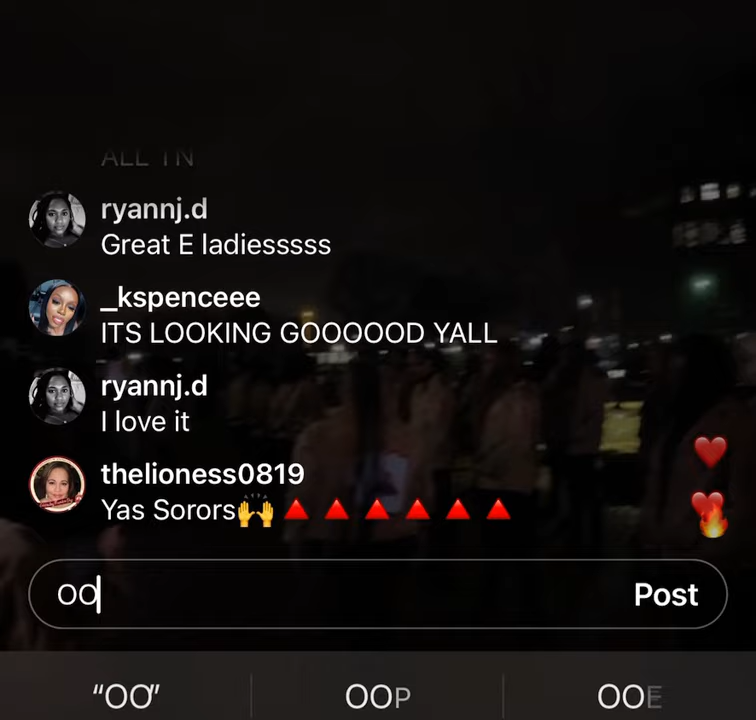 ALL
ryannj.d
Great E ladiesssss
_kspenceee
ITS LOOKING GOOOOOD YALL
ryannj.d
I love it
thelioness0819
Yas Sorors🙌🔺🔺🔺🔺🔺🔺
OO
Post
“OO”
OOP
OOE